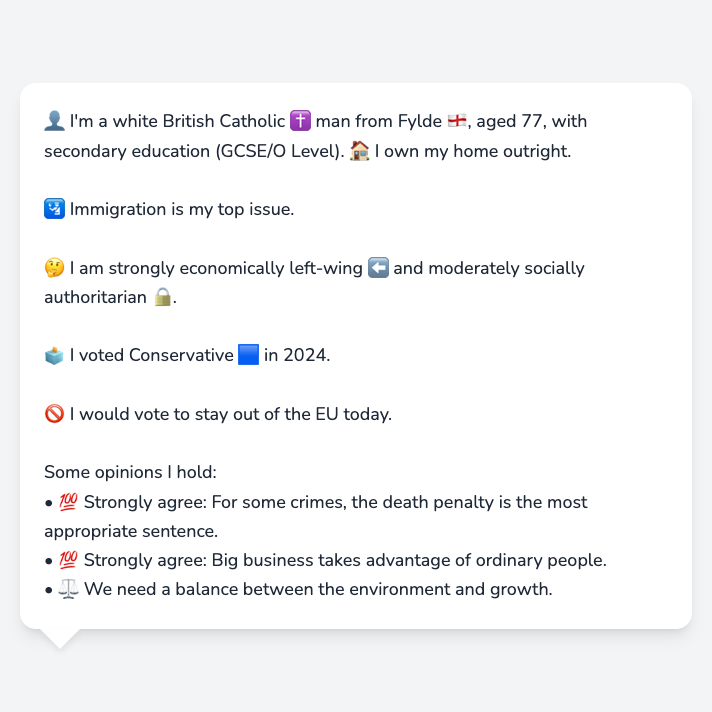 👤 I'm a white British Catholic ✝️ man from Fylde 🏴󠁧󠁢󠁥󠁮󠁧󠁿, aged 77, with
secondary education (GCSE/O Level). 🏠 I own my home outright.
🛂 Immigration is my top issue.
🤔 I am strongly economically left-wing ⬅️ and moderately socially
authoritarian 🔒.
🗳️ I voted Conservative 🟦 in 2024.
🚫 I would vote to stay out of the EU today.
Some opinions I hold:
• 💯 Strongly agree: For some crimes, the death penalty is the most
appropriate sentence.
• 💯 Strongly agree: Big business takes advantage of ordinary people.
• ⚖️ We need a balance between the environment and growth.